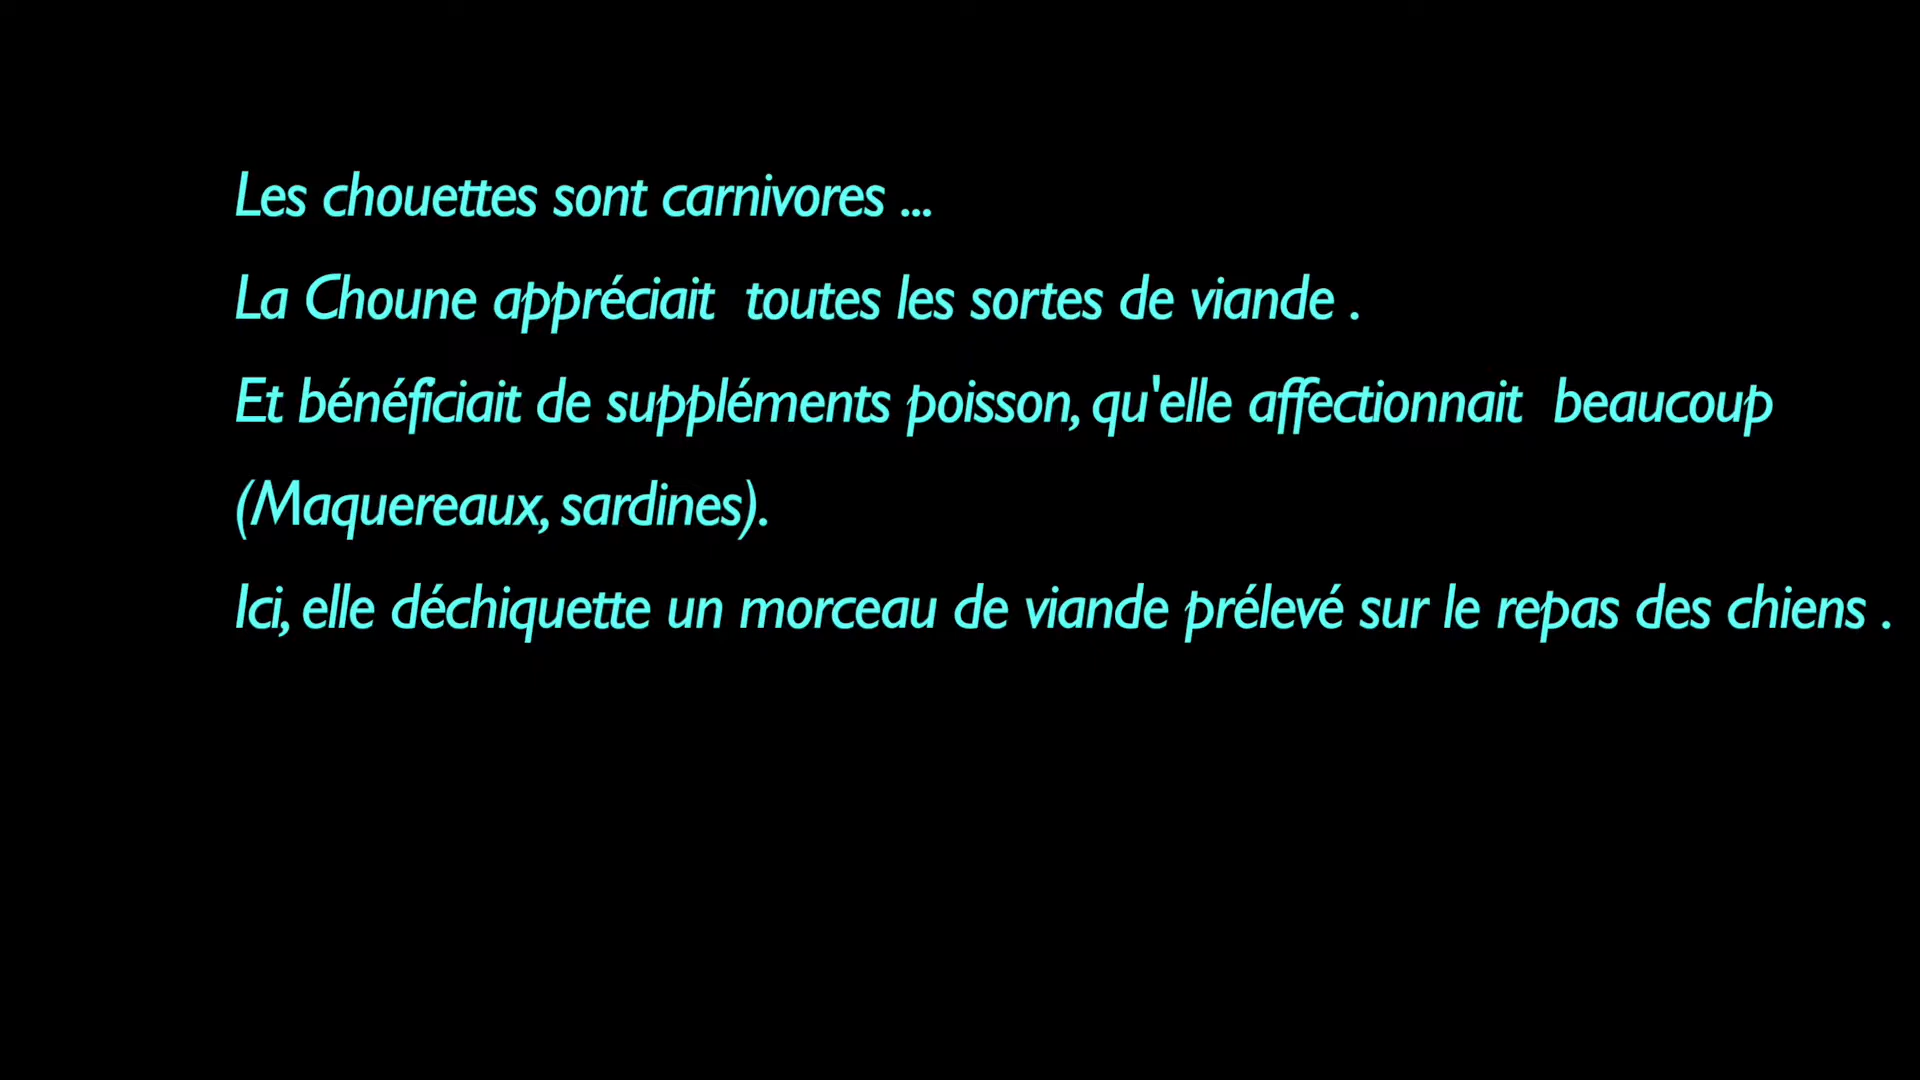 Les chouettes sont carnivores ...
La Choune appréciait  toutes les sortes de viande .
Et bénéficiait de suppléments poisson, qu'elle affectionnait  beaucoup
(Maquereaux, sardines).
Ici, elle déchiquette un morceau de viande prélevé sur le repas des chiens .